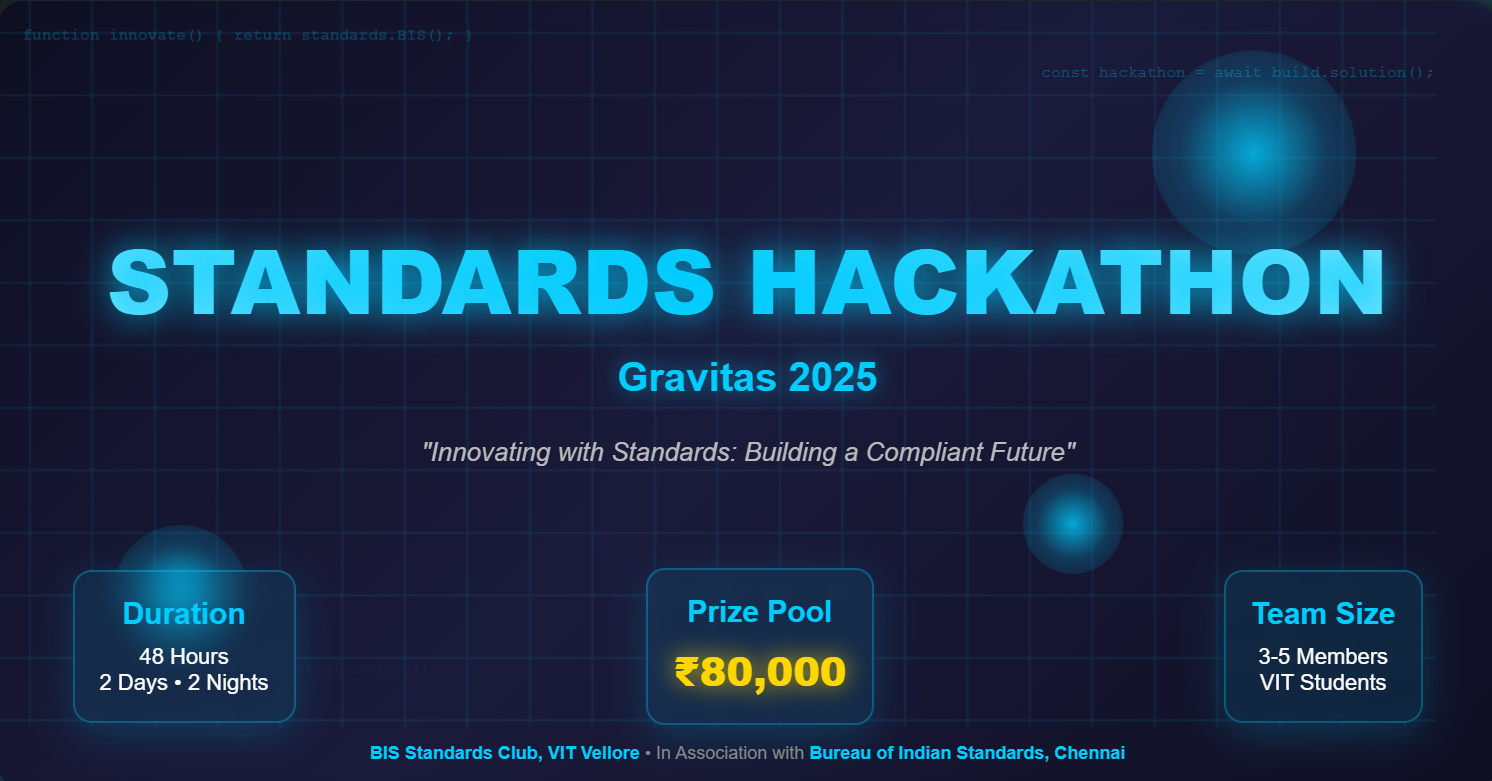 function innovate() { return standards.BIS(); }
const hackathon = await build.solution();
STANDARDS HACKATHON
Gravitas 2025
"Innovating with Standards: Building a Compliant Future"
Duration
48 Hours
2 Days • 2 Nights
Prize Pool
₹80,000
Team Size
3-5 Members
VIT Students
BIS Standards Club, VIT Vellore • In Association with Bureau of Indian Standards, Chennai